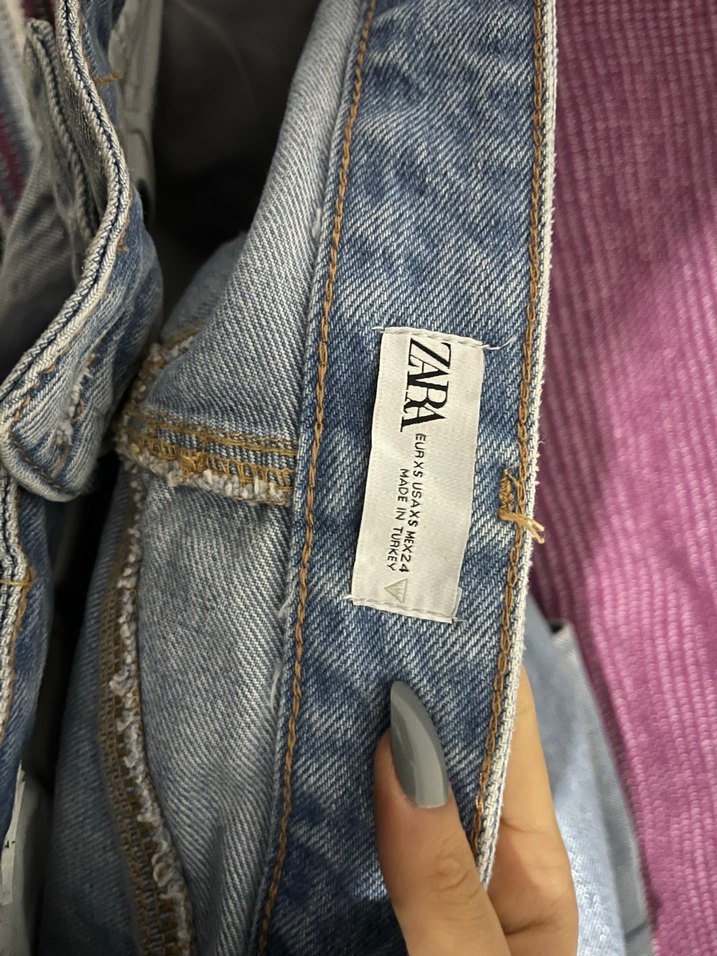 ZARA
EUR XS USA XS MEX 24
MADE IN TURKEY